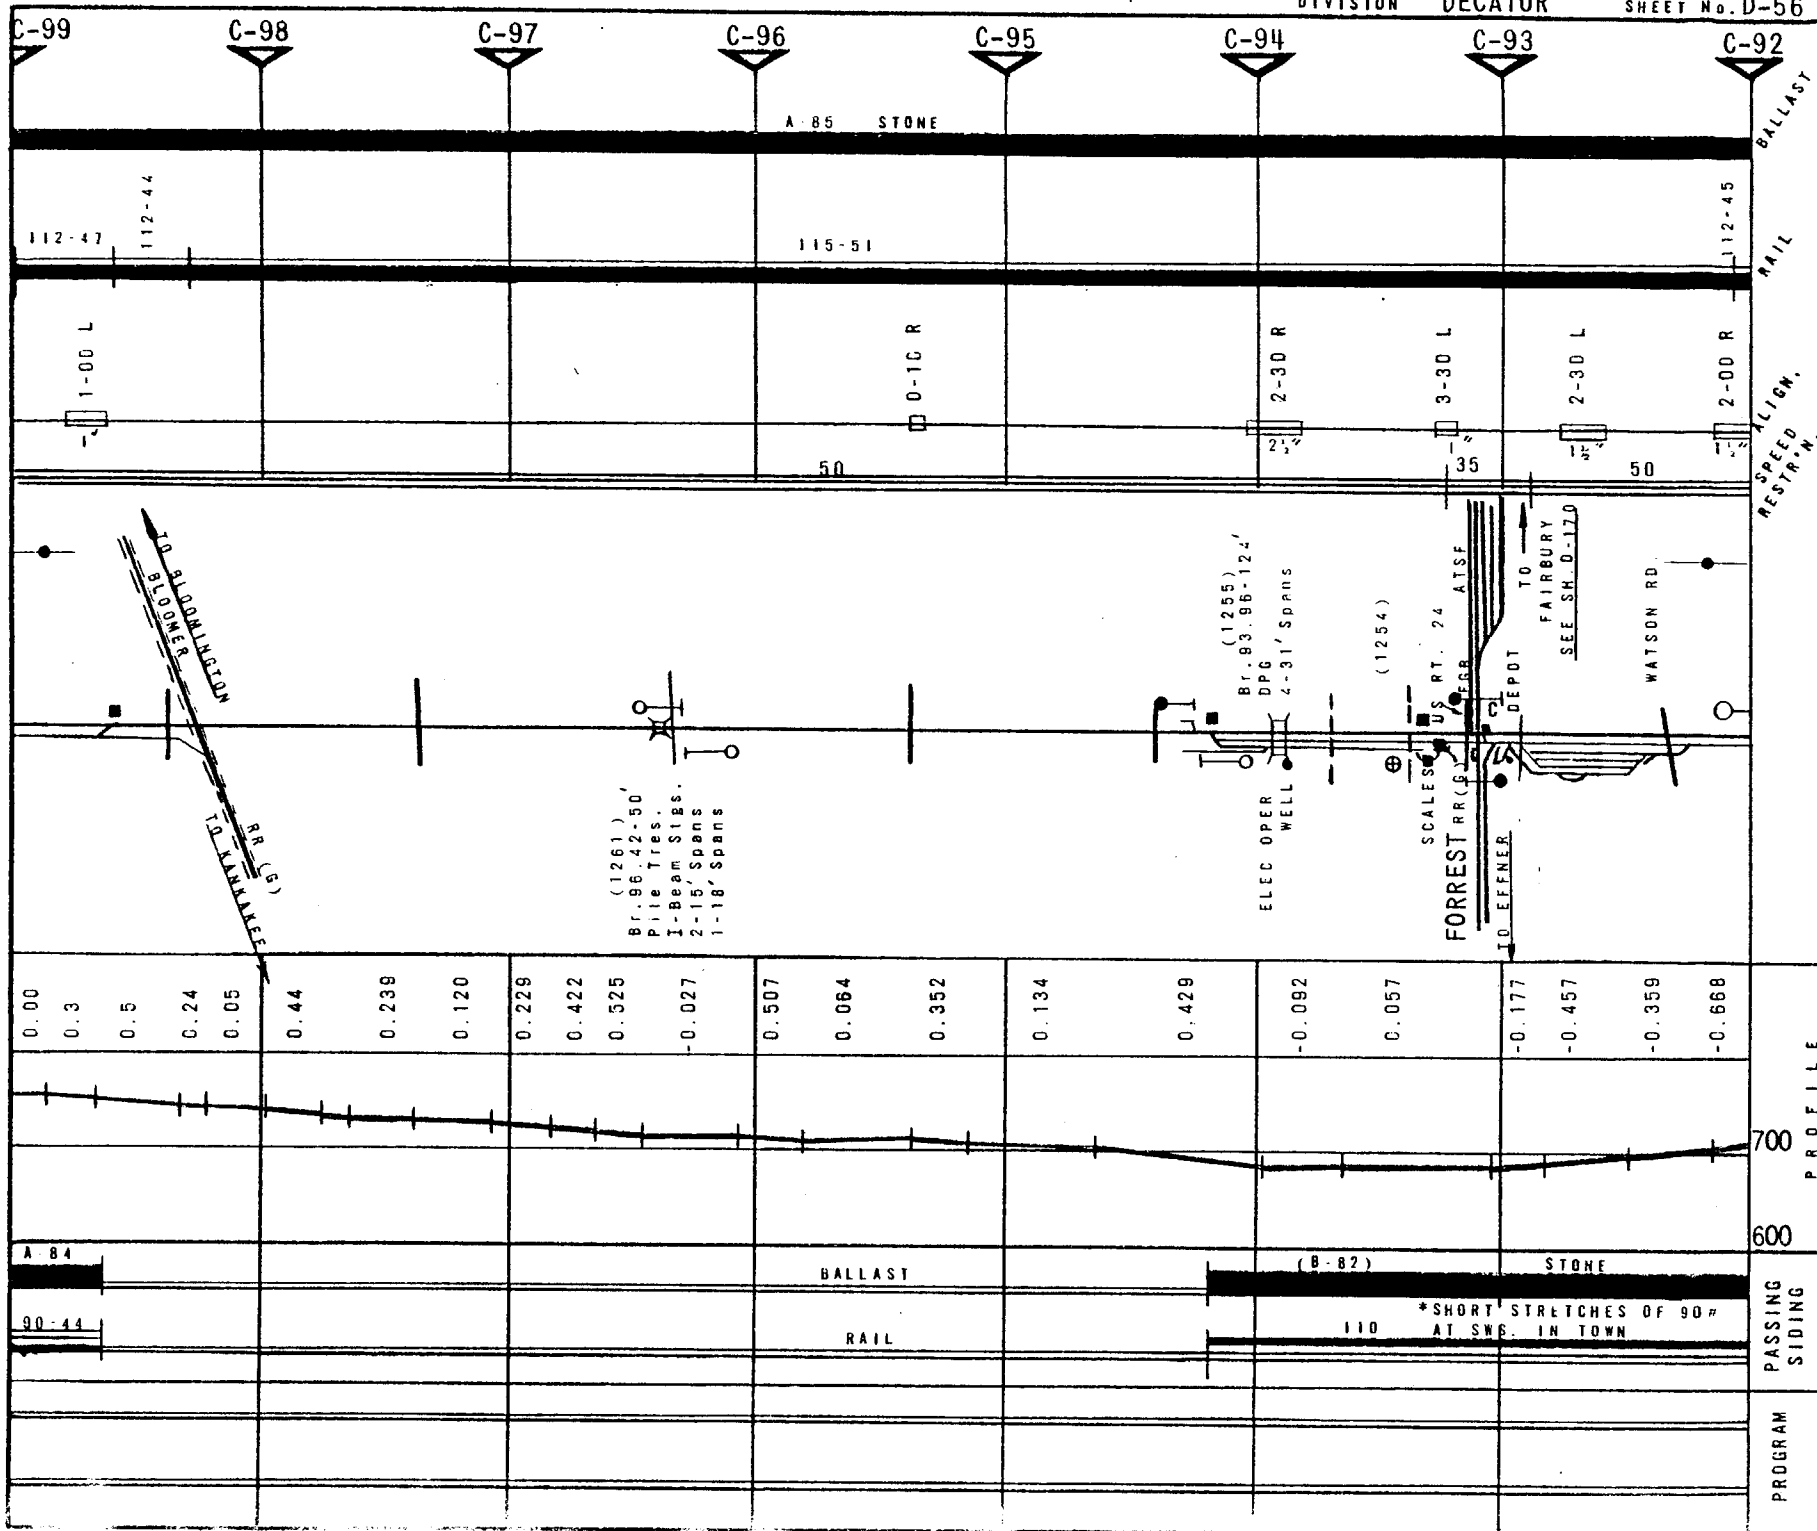 DIVISION DECATUR SHEET No. D-56
C-99 C-98 C-97 C-96 C-95 C-94 C-93 C-92
A-85 STONE
BALLAST
112-47
112-44
115-51
112-45
RAIL
1-00 L
0-10 R
2-30 R
3-30 L
2-30 L
2-00 R
ALIGN.
1"
2½"
1"
1½"
50
35
50
SPEED
RESTR'N.
TO BLOOMINGTON
BLOOMER
RR (G)
TO KANKAKEE
(1261)
Br. 96.42-50'
Pile Tres.
I-Beam Stgs.
2-15' Spans
1-18' Spans
(1255)
Br. 93.96-124'
DPG
4-31' Spans
ELEC OPER
WELL
(1254)
SCALES
US RT. 24
FORREST
RR (G)
FGB
ATSF
DEPOT
TO EFFNER
TO
FAIRBURY
SEE SH. D-170
WATSON RD.
0.00
0.3
0.5
0.24
0.05
0.44
0.239
0.120
0.229
0.422
0.525
-0.027
0.507
0.064
0.352
0.134
0.429
-0.092
0.057
-0.177
-0.457
-0.359
-0.668
700
600
PROFILE
A-84
BALLAST
(B-82) STONE
*SHORT STRETCHES OF 90#
AT SWS. IN TOWN
90-44
RAIL
110
PASSING
SIDING
PROGRAM